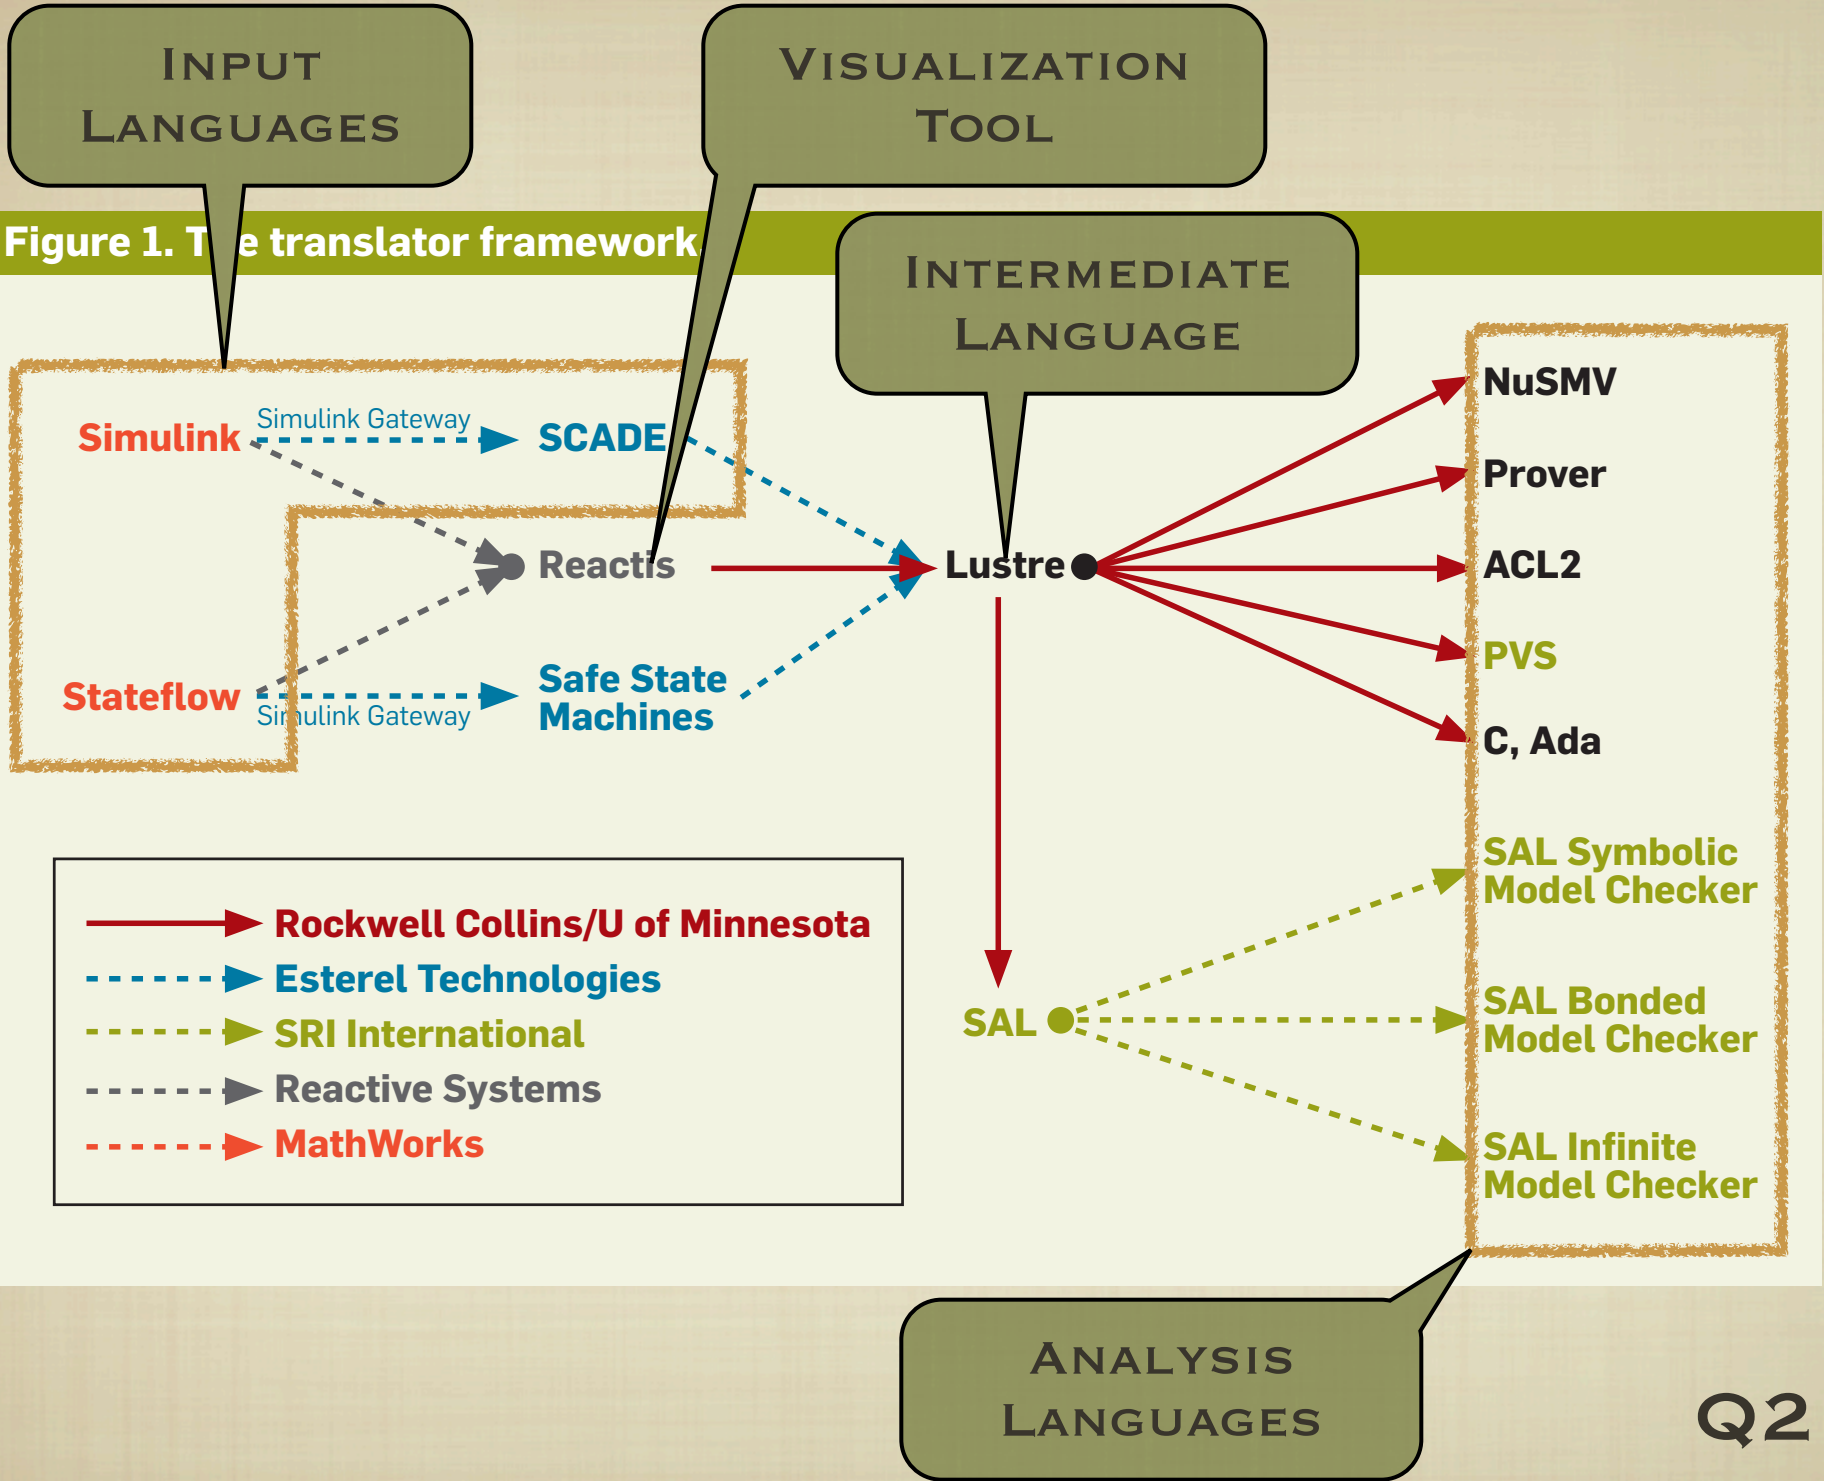 INPUT
LANGUAGES
VISUALIZATION
TOOL
Figure 1. The translator framework.
INTERMEDIATE
LANGUAGE
Simulink
Simulink Gateway
SCADE
Reactis
Lustre
Stateflow
Simulink Gateway
Safe State
Machines
NuSMV
Prover
ACL2
PVS
C, Ada
SAL Symbolic
Model Checker
SAL
SAL Bonded
Model Checker
SAL Infinite
Model Checker
Rockwell Collins/U of Minnesota
Esterel Technologies
SRI International
Reactive Systems
MathWorks
ANALYSIS
LANGUAGES
Q2